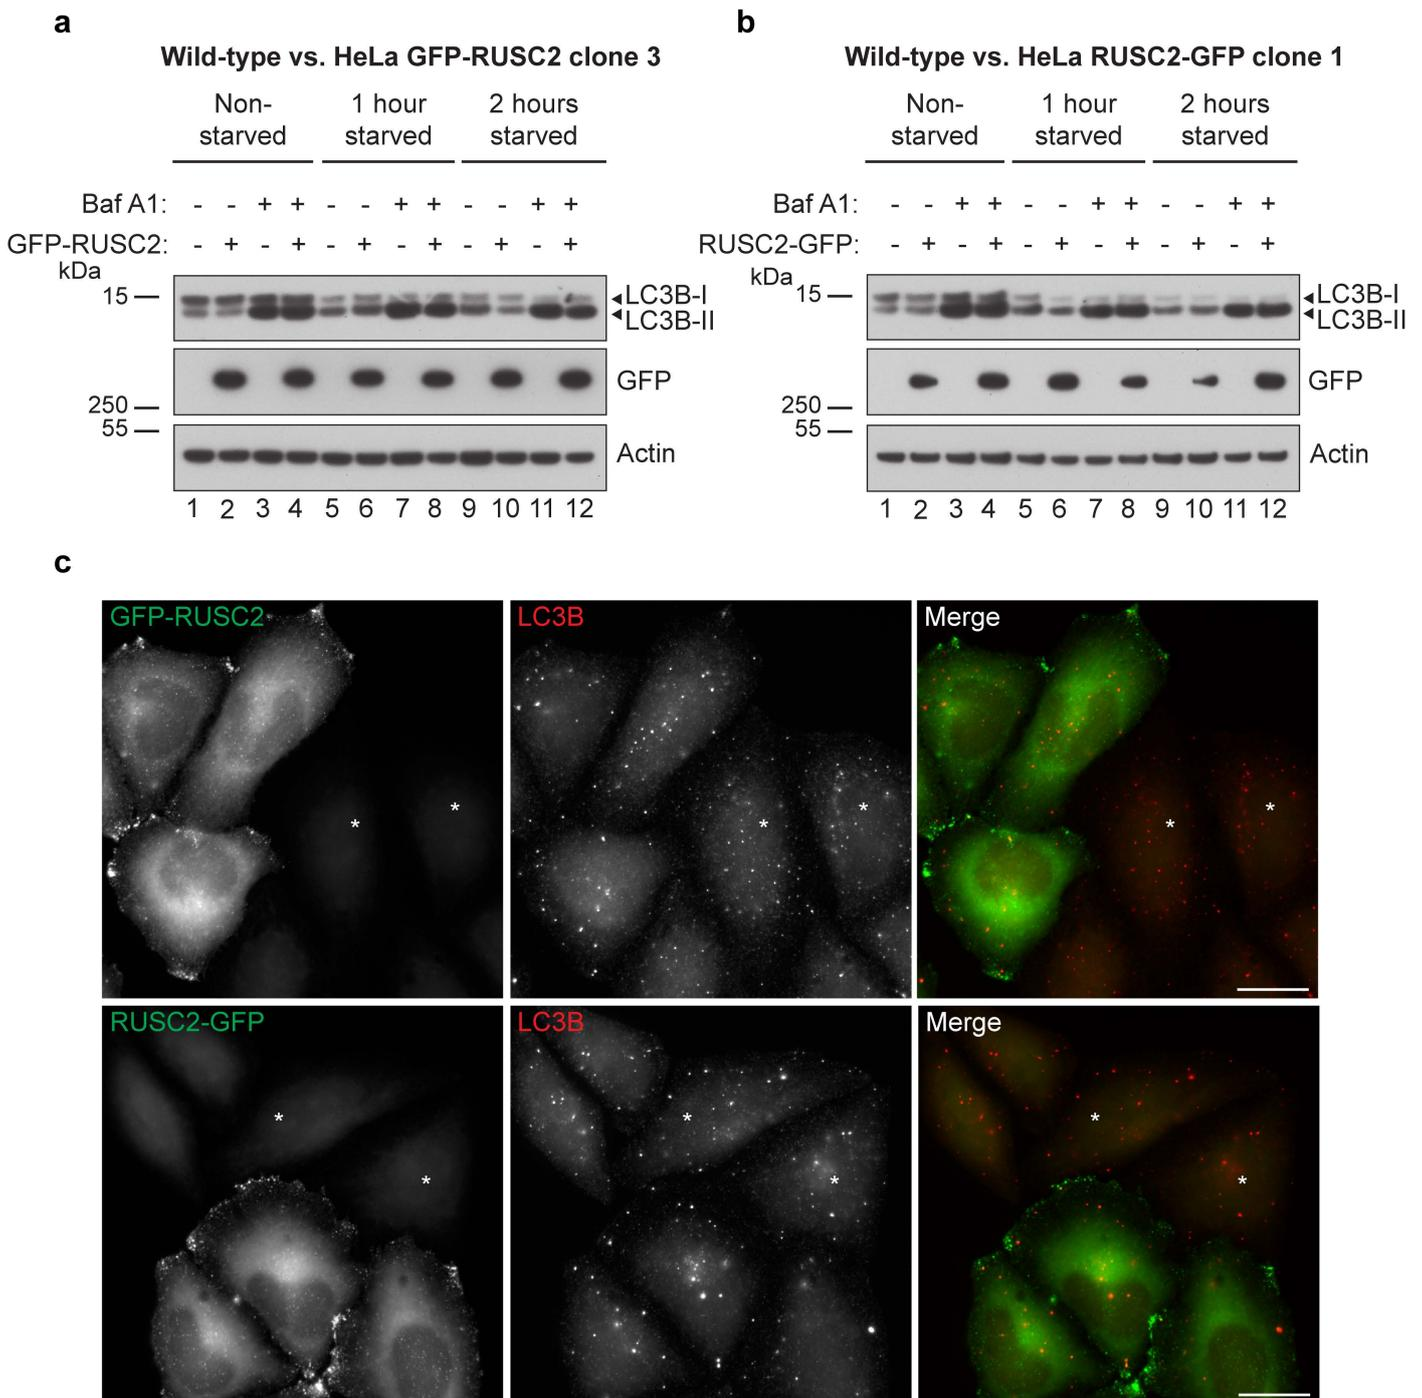 a
Wild-type vs. HeLa GFP-RUSC2 clone 3
Non-starved
1 hour starved
2 hours starved
Baf A1: - - + + - - + + - - + +
GFP-RUSC2: - + - + - + - + - + - +
kDa
15
LC3B-I
LC3B-II
GFP
250
55
Actin
1 2 3 4 5 6 7 8 9 10 11 12
b
Wild-type vs. HeLa RUSC2-GFP clone 1
Non-starved
1 hour starved
2 hours starved
Baf A1: - - + + - - + + - - + +
RUSC2-GFP: - + - + - + - + - + - +
kDa
15
LC3B-I
LC3B-II
GFP
250
55
Actin
1 2 3 4 5 6 7 8 9 10 11 12
c
GFP-RUSC2
LC3B
Merge
* * * * * *
RUSC2-GFP
LC3B
Merge
* * * * * *